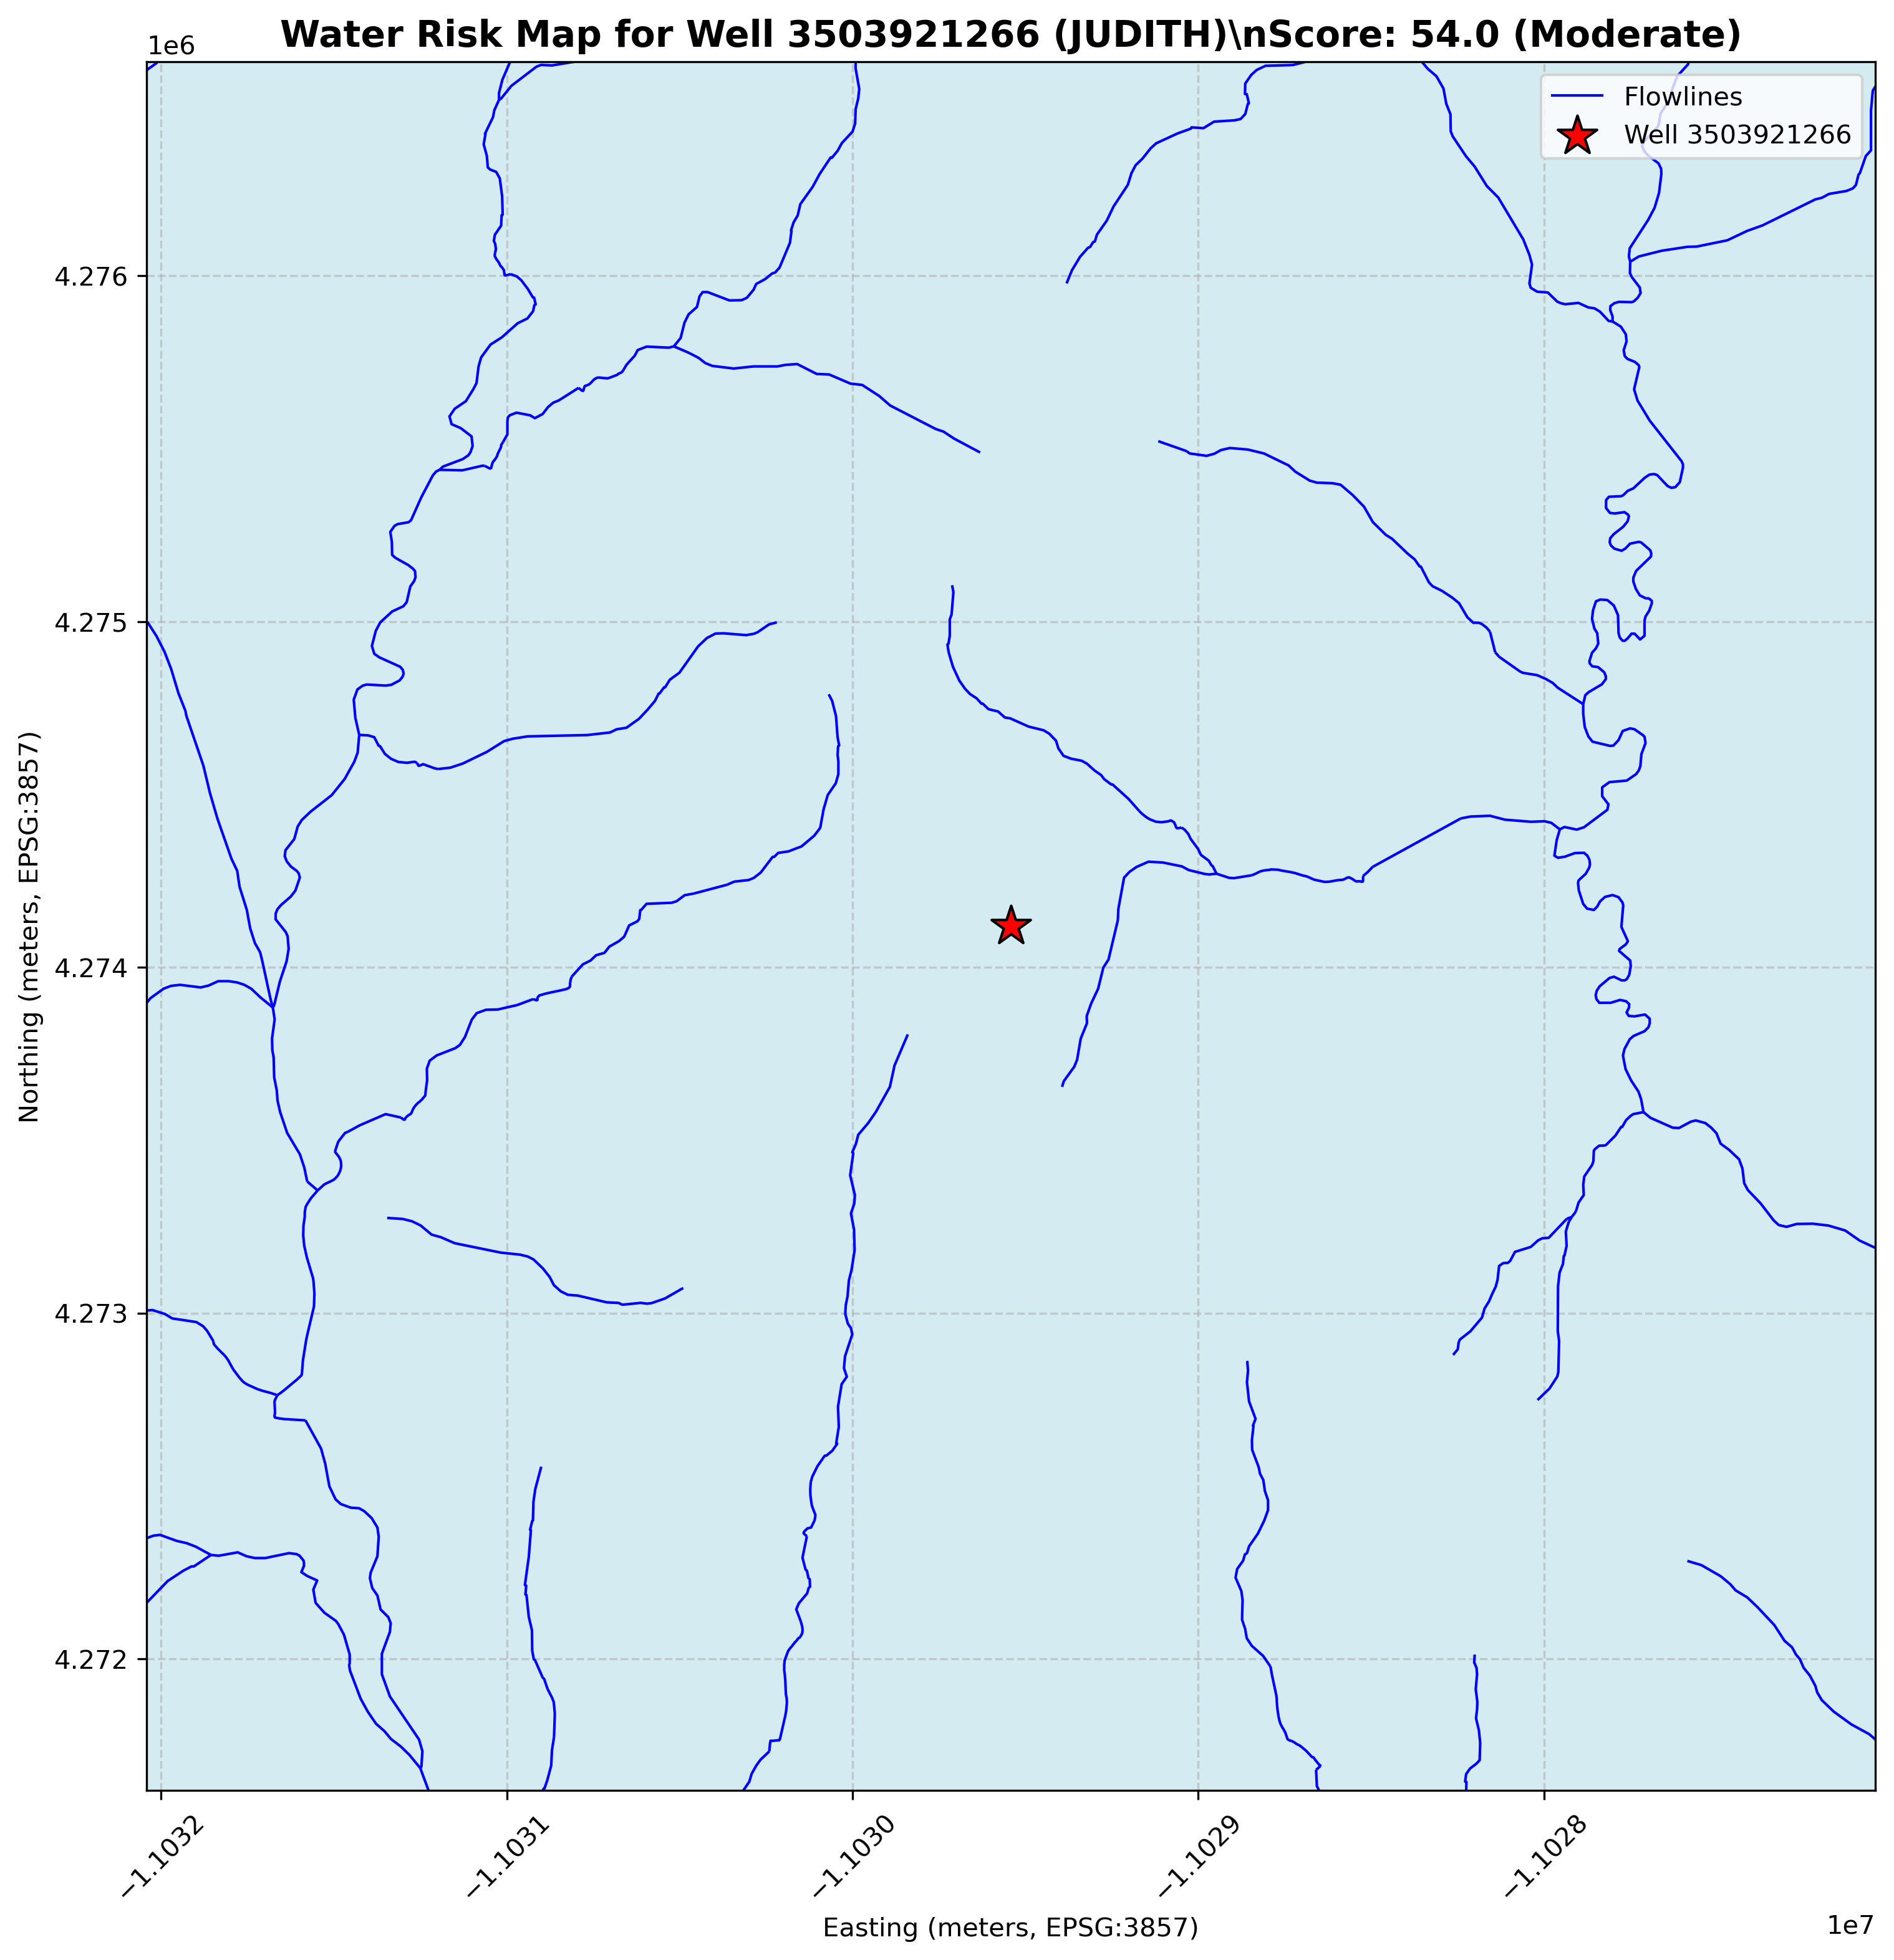 Water Risk Map for Well 3503921266 (JUDITH)\nScore: 54.0 (Moderate)
1e6
Flowlines
Well 3503921266
4.276
4.275
4.274
4.273
4.272
Northing (meters, EPSG:3857)
−1.1032
−1.1031
−1.1030
−1.1029
−1.1028
Easting (meters, EPSG:3857)
1e7